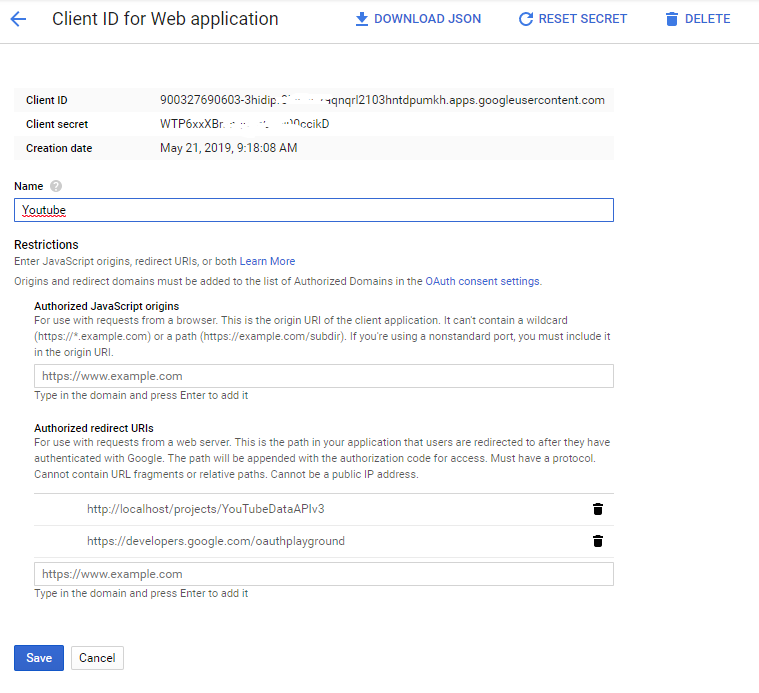 Client ID for Web application DOWNLOAD JSON RESET SECRET DELETE
Client ID 900327690603-3hidip. qnqrl2103hntdpumkh.apps.googleusercontent.com
Client secret WTP6xxXBr. ccikD
Creation date May 21, 2019, 9:18:08 AM
Name ?
Youtube
Restrictions
Enter JavaScript origins, redirect URIs, or both Learn More
Origins and redirect domains must be added to the list of Authorized Domains in the OAuth consent settings.
Authorized JavaScript origins
For use with requests from a browser. This is the origin URI of the client application. It can't contain a wildcard
(https://*.example.com) or a path (https://example.com/subdir). If you're using a nonstandard port, you must include it
in the origin URI.
https://www.example.com
Type in the domain and press Enter to add it
Authorized redirect URIs
For use with requests from a web server. This is the path in your application that users are redirected to after they have
authenticated with Google. The path will be appended with the authorization code for access. Must have a protocol.
Cannot contain URL fragments or relative paths. Cannot be a public IP address.
http://localhost/projects/YouTubeDataAPIv3
https://developers.google.com/oauthplayground
https://www.example.com
Type in the domain and press Enter to add it
Save Cancel